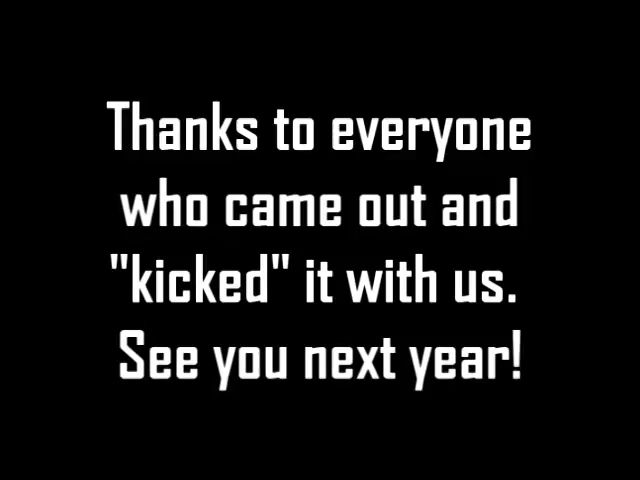 Thanks to everyone
who came out and
"kicked" it with us.
See you next year!